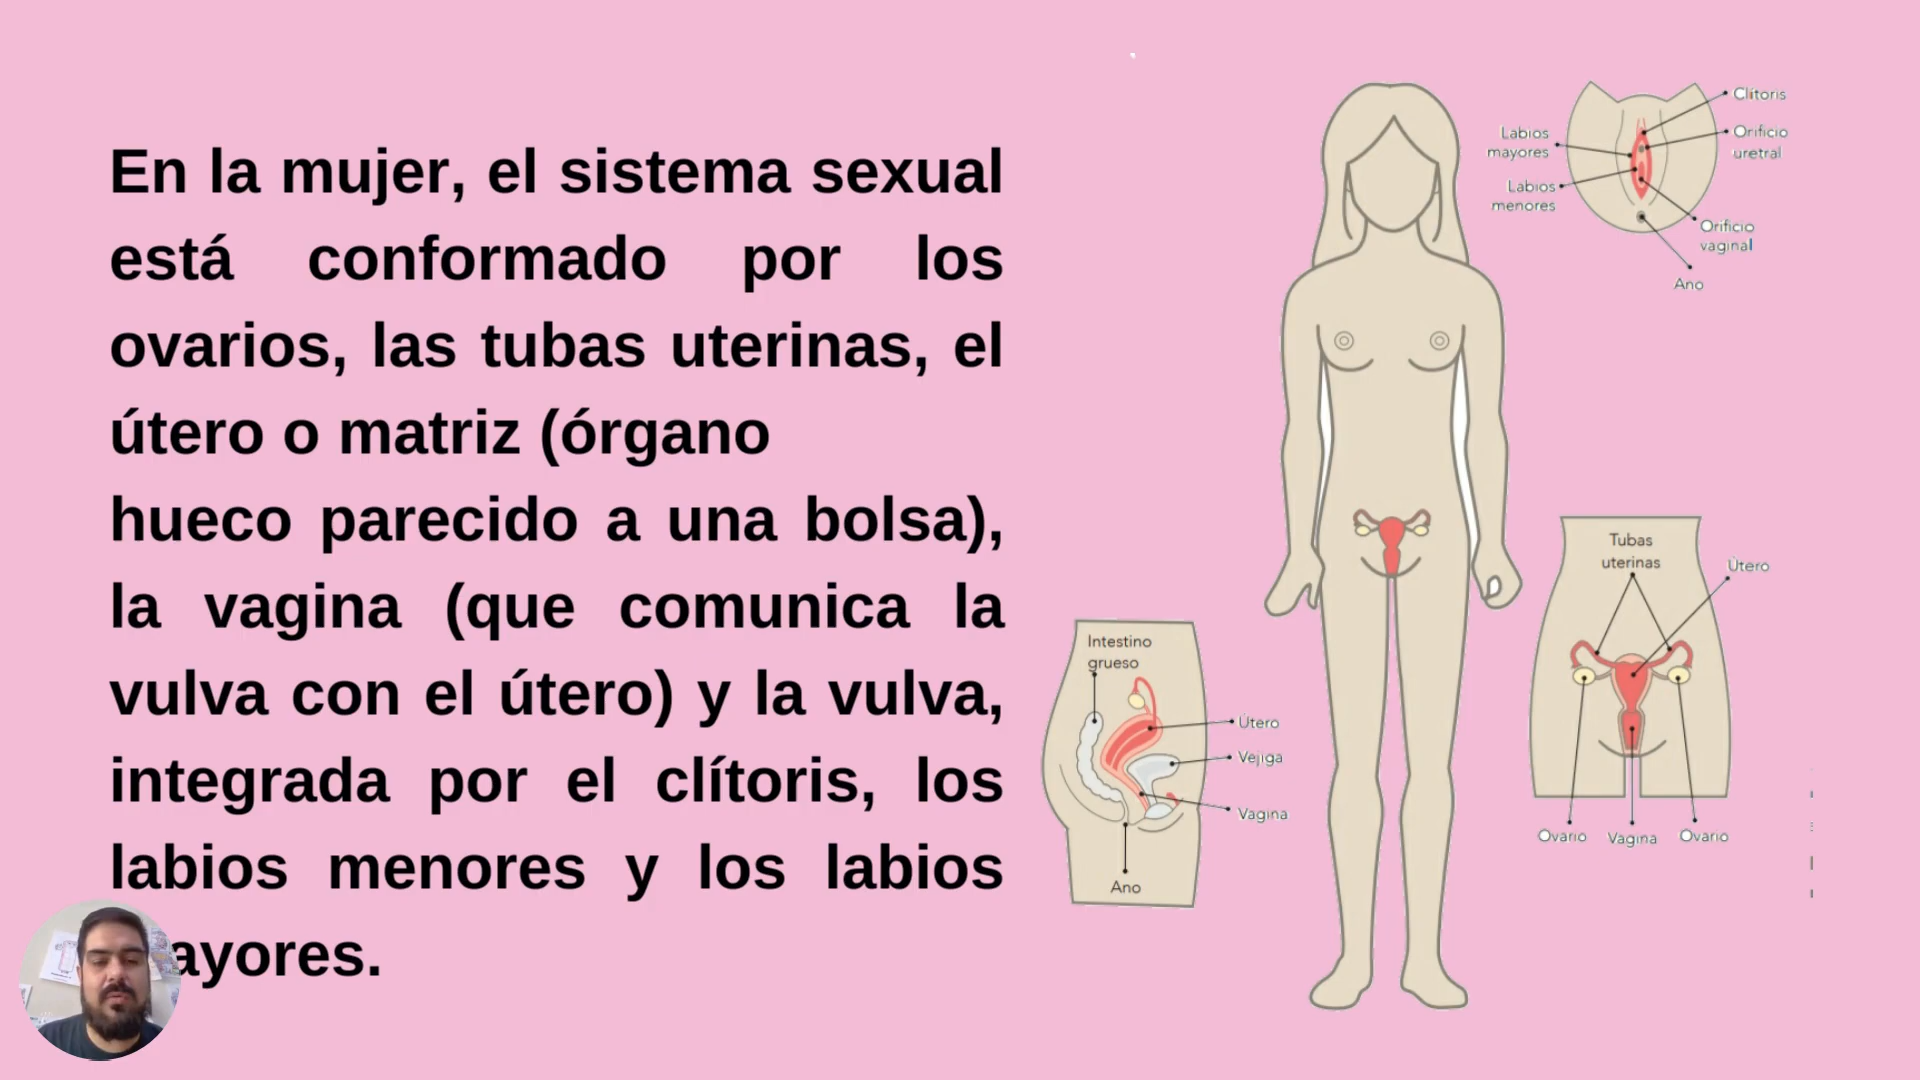 En la mujer, el sistema sexual
está conformado por los
ovarios, las tubas uterinas, el
útero o matriz (órgano
hueco parecido a una bolsa),
la vagina (que comunica la
vulva con el útero) y la vulva,
integrada por el clítoris, los
labios menores y los labios
ayores.
Clítoris
Labios
mayores
Orificio
uretral
Labios
menores
Orificio
vaginal
Ano
Intestino
grueso
Útero
Vejiga
Vagina
Ano
Tubas
uterinas
Útero
Ovario
Vagina
Ovario